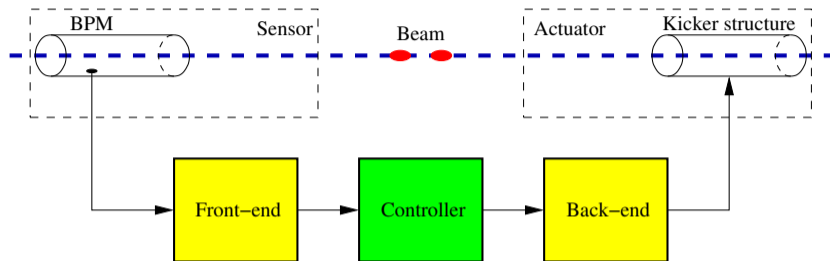 BPM
Sensor
Beam
Actuator
Kicker structure
Front−end
Controller
Back−end